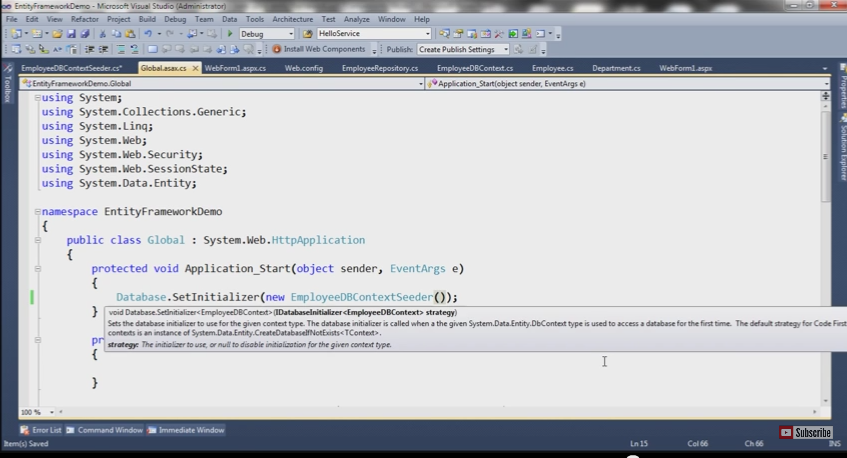 EntityFrameworkDemo - Microsoft Visual Studio (Administrator)
File Edit View Refactor Project Build Debug Team Data Tools Architecture Test Analyze Window Help
Debug HelloService
Install Web Components Publish: Create Publish Settings
EmployeeDBContextSeeder.cs* Global.asax.cs WebForm1.aspx.cs Web.config EmployeeRepository.cs EmployeeDBContext.cs Employee.cs Department.cs WebForm1.aspx
EntityFrameworkDemo.Global Application_Start(object sender, EventArgs e)
Toolbox
Properties
Solution Explorer
using System;
using System.Collections.Generic;
using System.Linq;
using System.Web;
using System.Web.Security;
using System.Web.SessionState;
using System.Data.Entity;
namespace EntityFrameworkDemo
{
public class Global : System.Web.HttpApplication
{
protected void Application_Start(object sender, EventArgs e)
{
Database.SetInitializer(new EmployeeDBContextSeeder());
}
void Database.SetInitializer<EmployeeDBContext>(IDatabaseInitializer<EmployeeDBContext> strategy)
Sets the database initializer to use for the given context type. The database initializer is called when a the given System.Data.Entity.DbContext type is used to access a database for the first time. The default strategy for Code First
contexts is an instance of System.Data.Entity.CreateDatabaseIfNotExists<TContext>.
strategy: The initializer to use, or null to disable initialization for the given context type.
pr
{
}
100 %
Error List Command Window Immediate Window
Subscribe
Item(s) Saved Ln 15 Col 66 Ch 66 INS